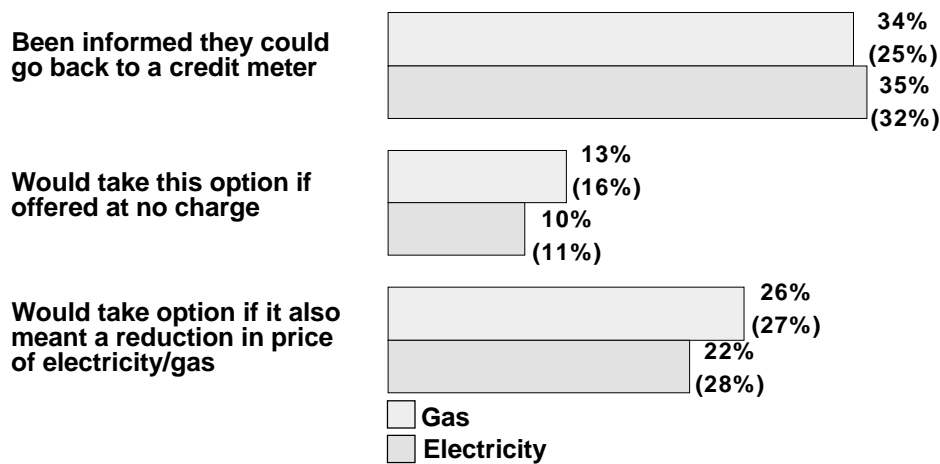 Been informed they could
go back to a credit meter
34%
(25%)
35%
(32%)
Would take this option if
offered at no charge
13%
(16%)
10%
(11%)
Would take option if it also
meant a reduction in price
of electricity/gas
26%
(27%)
22%
(28%)
Gas
Electricity